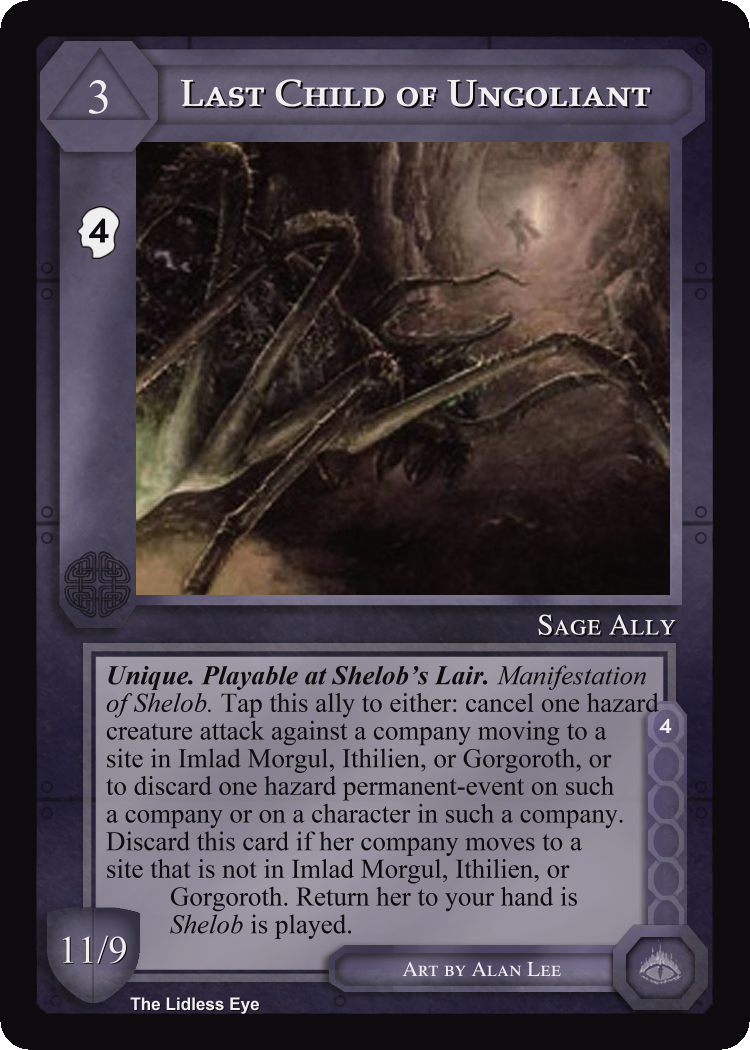 3
Last Child of Ungoliant
4
Sage Ally
Unique. Playable at Shelob's Lair. Manifestation
of Shelob. Tap this ally to either: cancel one hazard
creature attack against a company moving to a
site in Imlad Morgul, Ithilien, or Gorgoroth, or
to discard one hazard permanent-event on such
a company or on a character in such a company.
Discard this card if her company moves to a
site that is not in Imlad Morgul, Ithilien, or
Gorgoroth. Return her to your hand is
Shelob is played.
4
11/9
Art by Alan Lee
The Lidless Eye